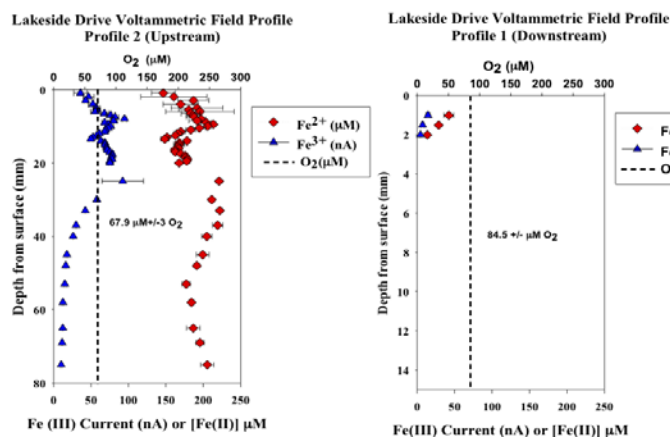 Lakeside Drive Voltammetric Field Profile
Profile 2 (Upstream)
O2 (µM)
0 50 100 150 200 250 300
Depth from surface (mm)
0
20
40
60
80
67.9 µM+/-3 O2
0 50 100 150 200 250
Fe (III) Current (nA) or [Fe(II)] µM
Fe2+ (µM)
Fe3+ (nA)
O2(µM)
Lakeside Drive Voltammetric Field Profile
Profile 1 (Downstream)
O2 (µM)
0 50 100 150 200 250 300
Depth from surface (mm)
0
2
4
6
8
10
12
14
84.5 +/- µM O2
0 50 100 150 200 250
Fe(III) Current (nA) or [Fe(II)] µM
Fe
Fe
O